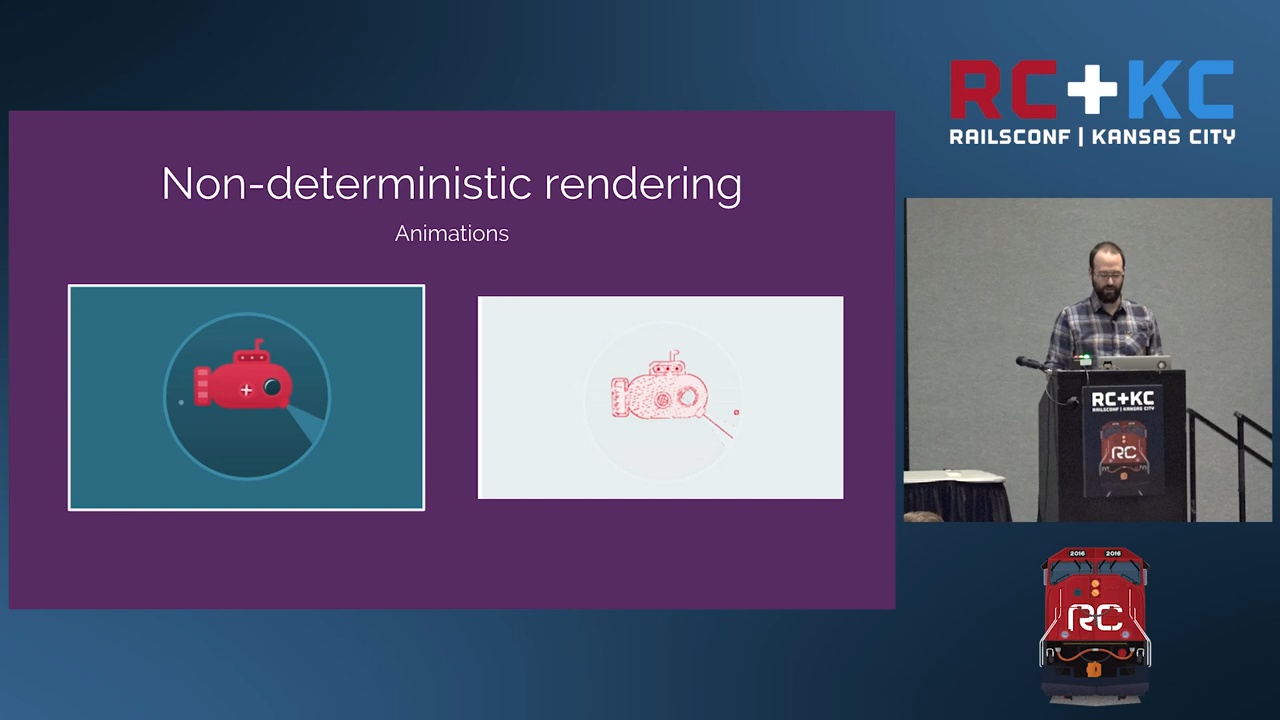 Non-deterministic rendering
Animations
RC+KC
RAILSCONF | KANSAS CITY
RC+KC
RAILSCONF | KANSAS CITY
RC
2016 2016
RC